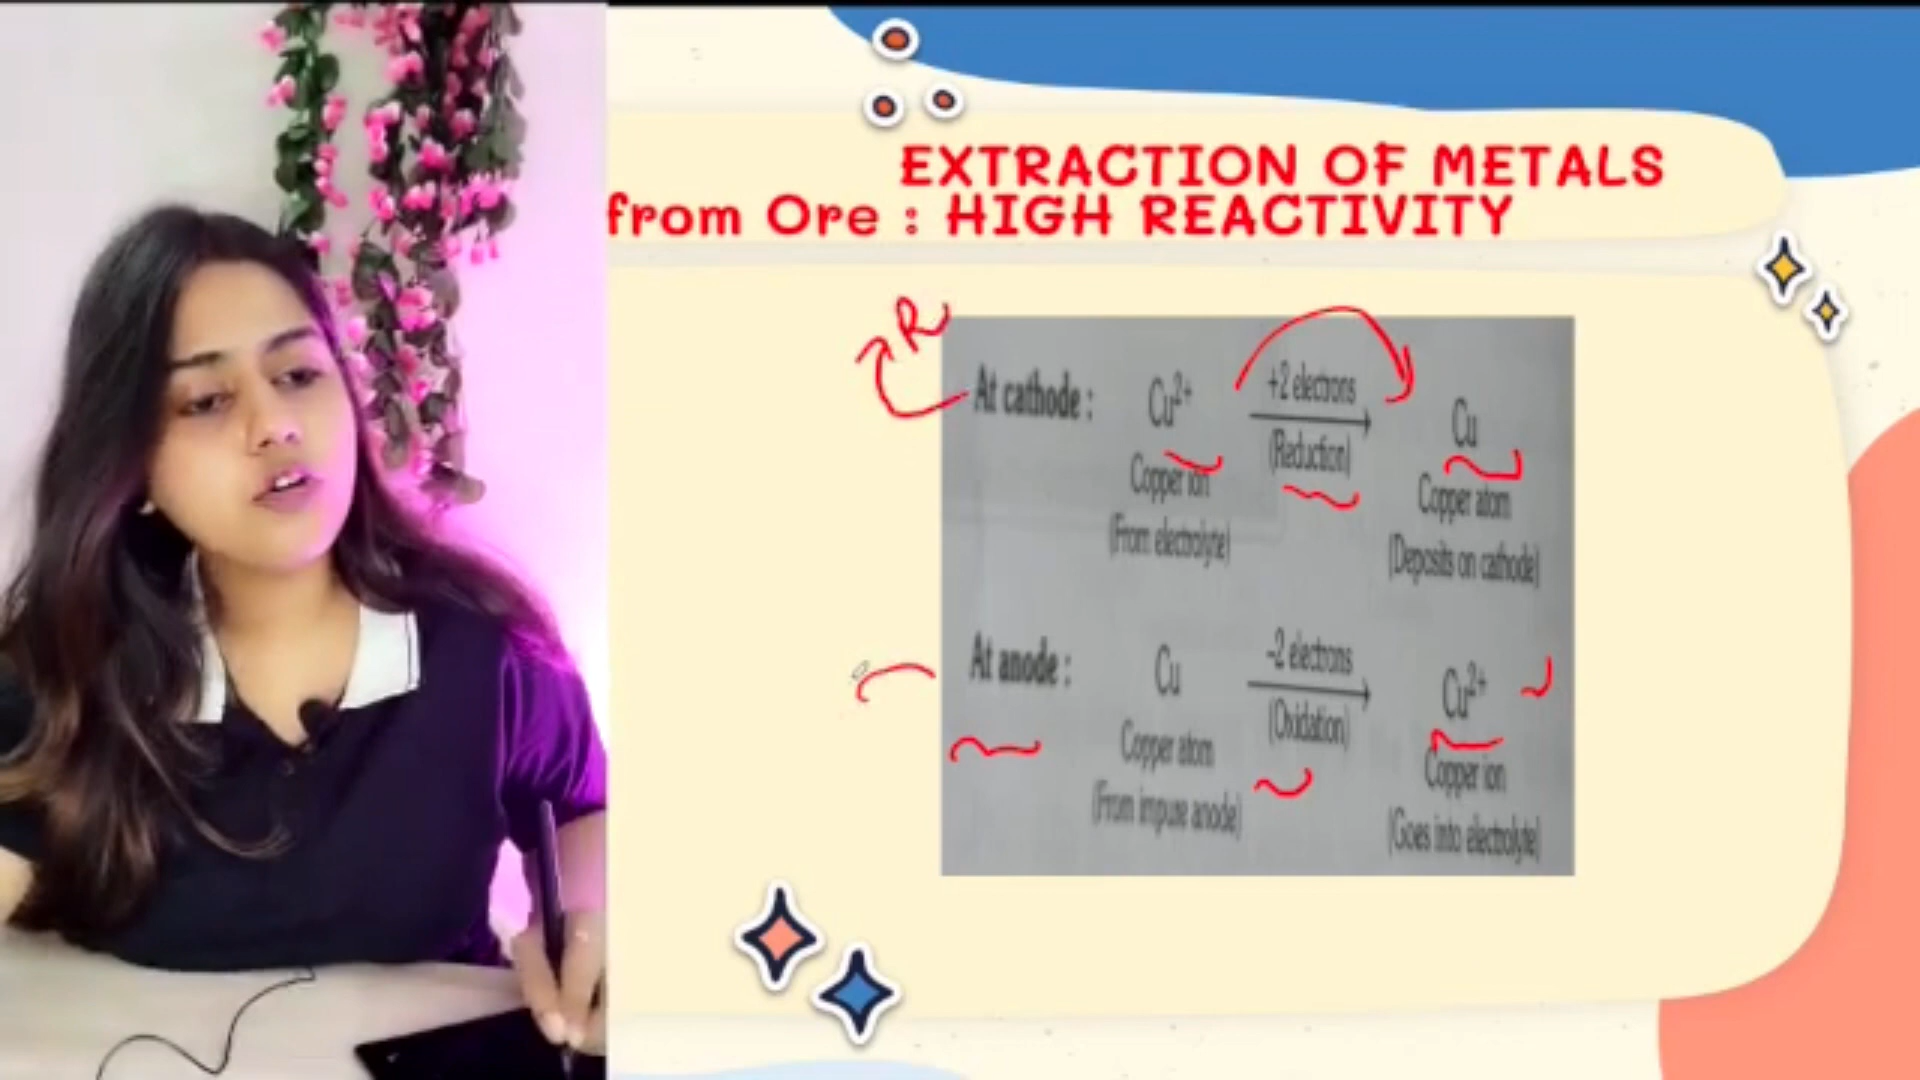 EXTRACTION OF METALS
from Ore : HIGH REACTIVITY
R
At cathode : Cu²⁺ +2 electrons Cu
(Reduction)
Copper ion Copper atom
(From electrolyte) (Deposits on cathode)
At anode : Cu -2 electrons Cu²⁺
(Oxidation)
Copper atom Copper ion
(From impure anode) (Goes into electrolyte)